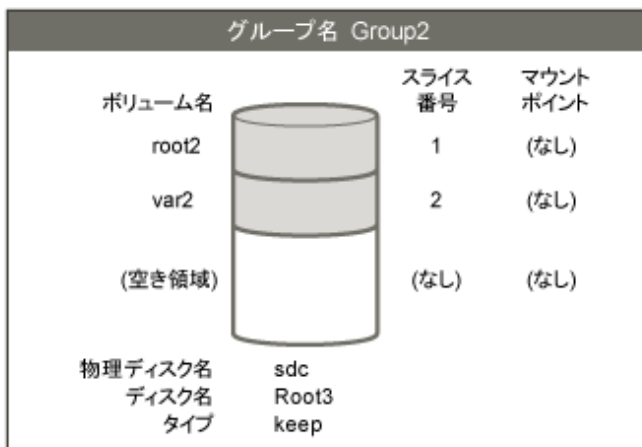 グループ名 Group2
ボリューム名 スライス番号 マウントポイント
root2 1 (なし)
var2 2 (なし)
(空き領域) (なし) (なし)
物理ディスク名 sdc
ディスク名 Root3
タイプ keep